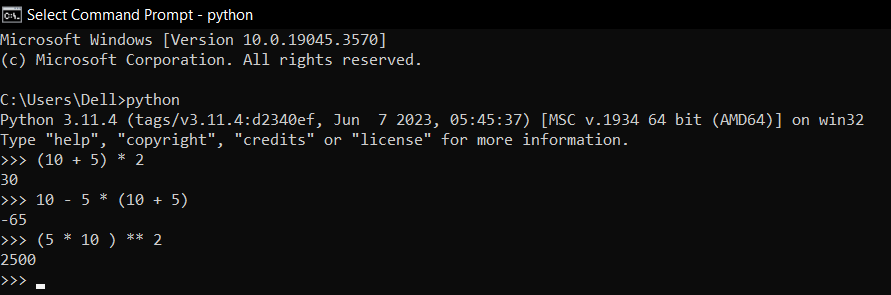 C:\. Select Command Prompt - python
Microsoft Windows [Version 10.0.19045.3570]
(c) Microsoft Corporation. All rights reserved.
C:\Users\Dell>python
Python 3.11.4 (tags/v3.11.4:d2340ef, Jun  7 2023, 05:45:37) [MSC v.1934 64 bit (AMD64)] on win32
Type "help", "copyright", "credits" or "license" for more information.
>>> (10 + 5) * 2
30
>>> 10 - 5 * (10 + 5)
-65
>>> (5 * 10 ) ** 2
2500
>>>